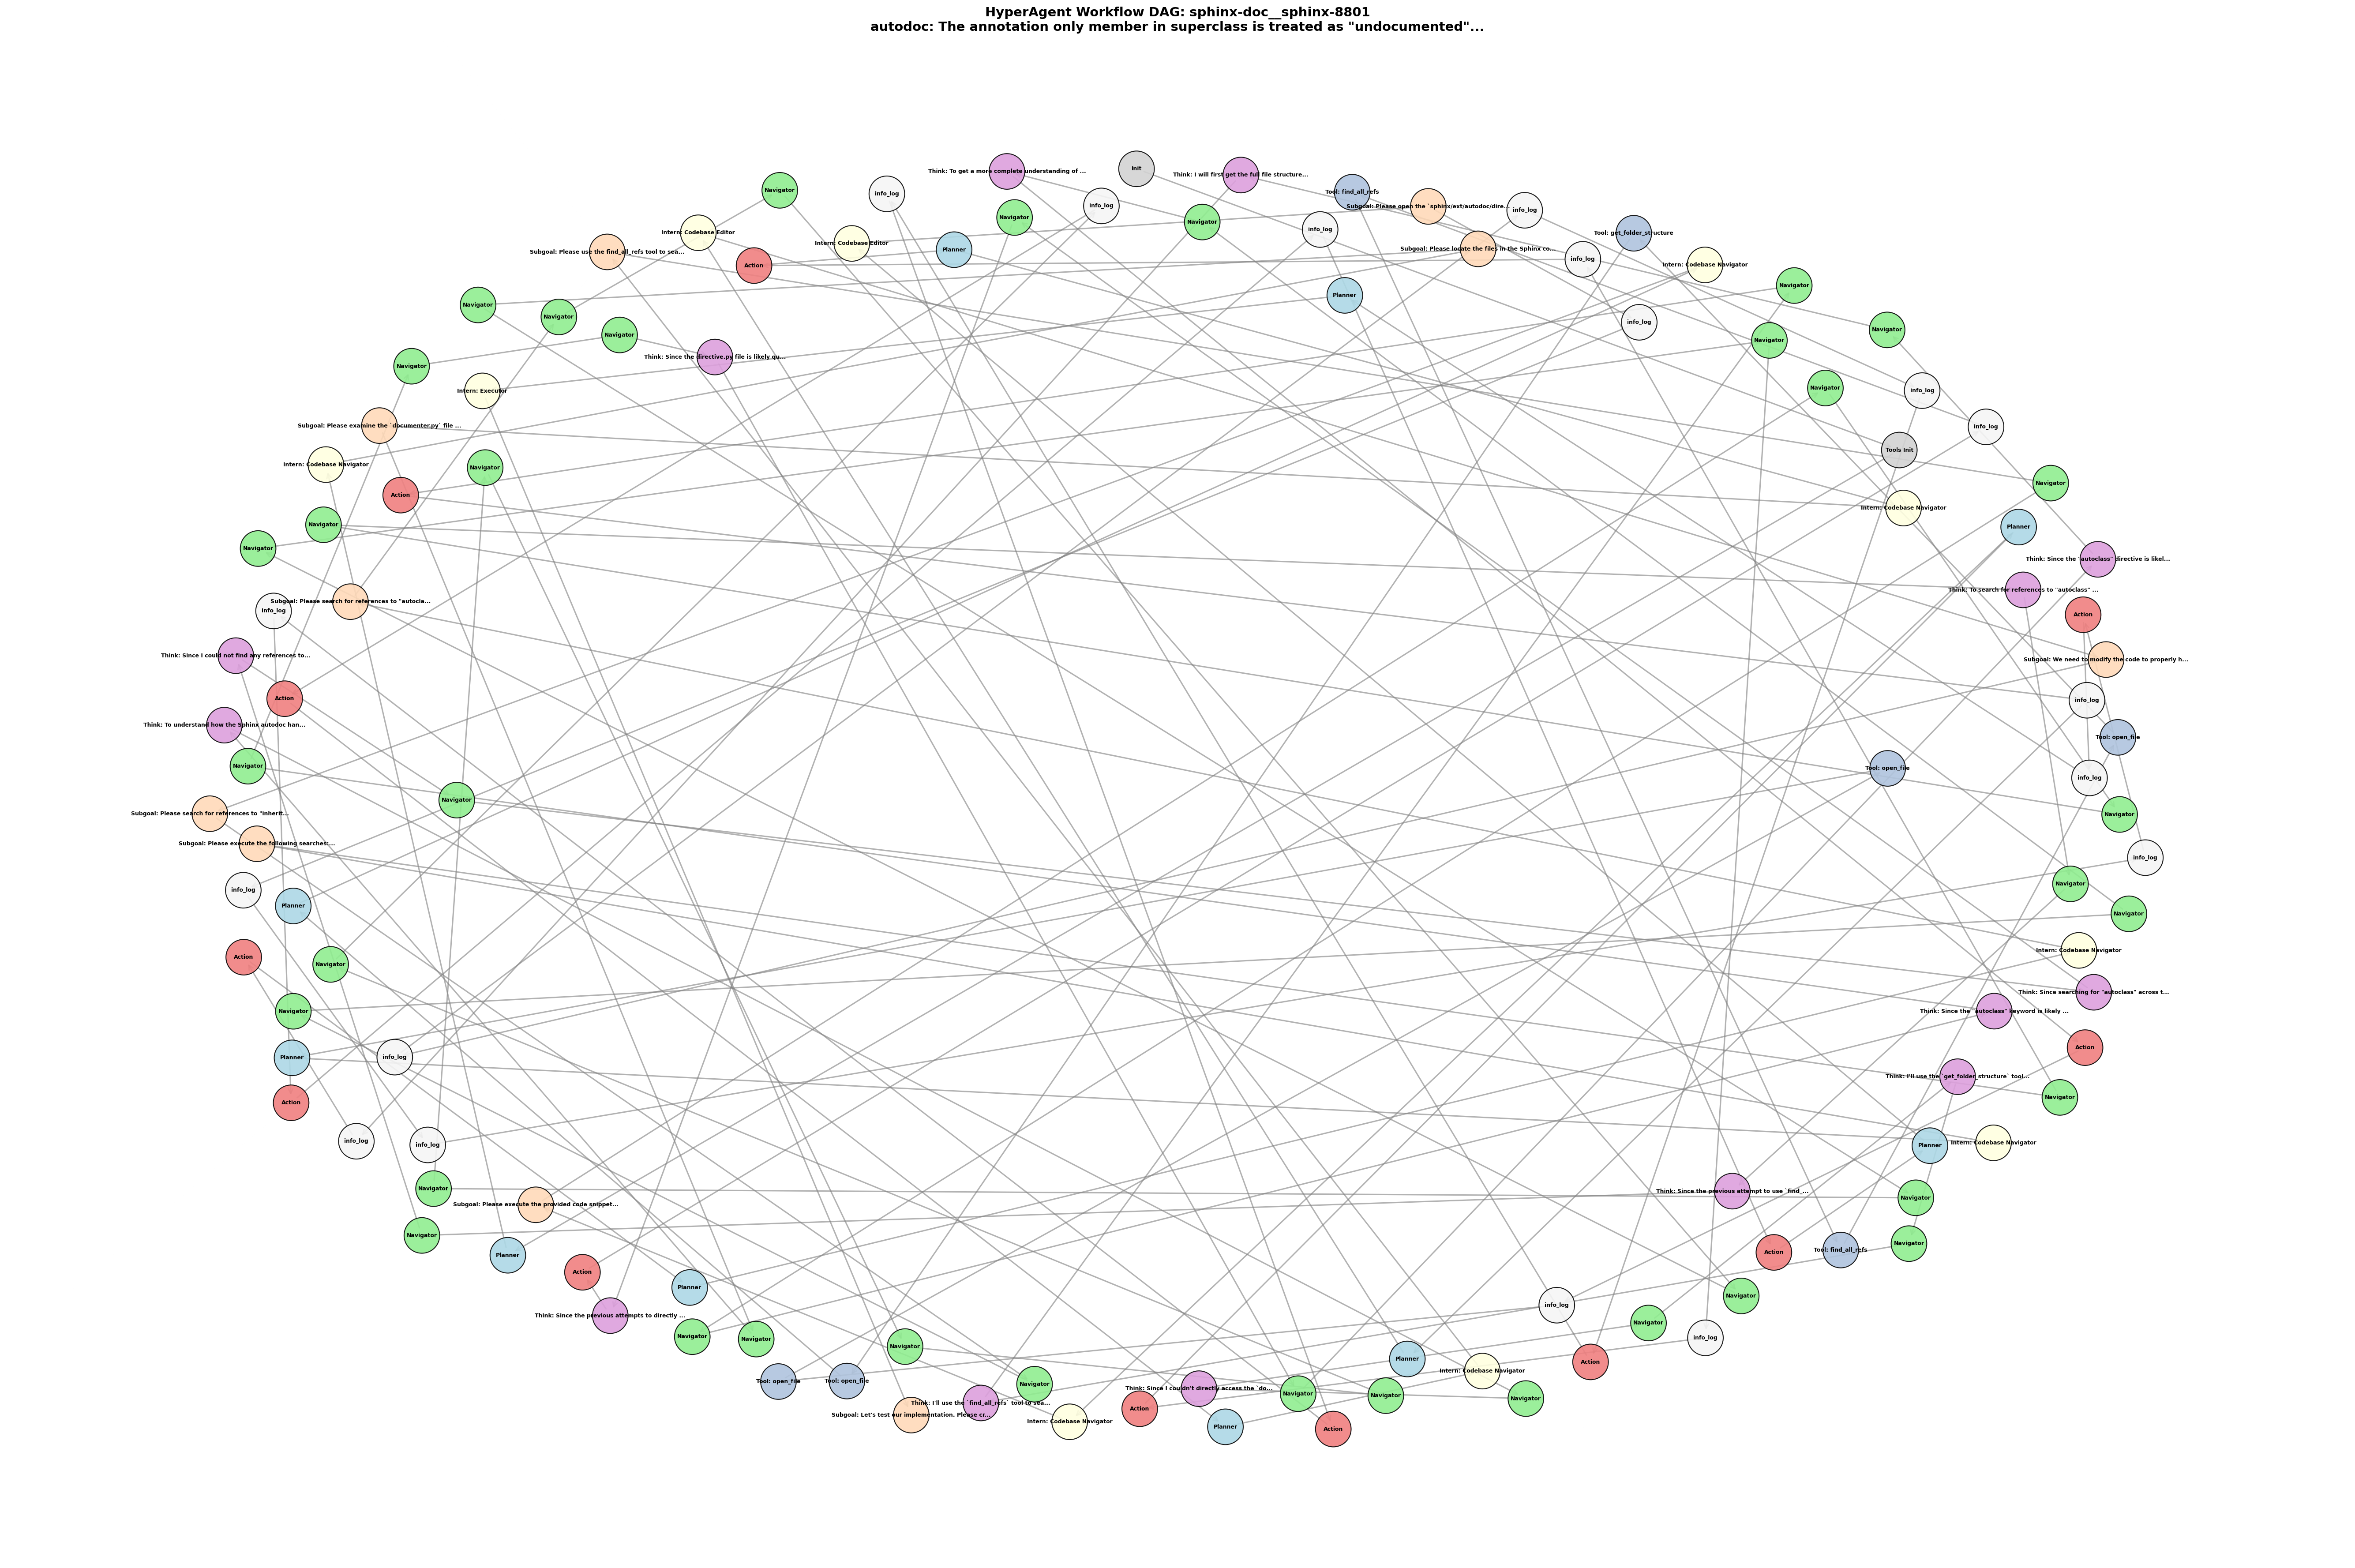 HyperAgent Workflow DAG: sphinx-doc__sphinx-8801
autodoc: The annotation only member in superclass is treated as "undocumented"...
Init
Think: To get a more complete understanding of ...
Think: I will first get the full file structure...
Navigator
info_log
Tool: find_all_refs
info_log
Subgoal: Please open the `sphinx/ext/autodoc/dire...
info_log
Navigator
Navigator
info_log
Intern: Codebase Editor
Tool: get_folder_structure
Intern: Codebase Editor
Planner
Subgoal: Please locate the files in the Sphinx co...
Subgoal: Please use the find_all_refs tool to sea...
info_log
Action
Intern: Codebase Navigator
Navigator
Planner
Navigator
Navigator
info_log
Navigator
Navigator
Navigator
Think: Since the directive.py file is likely qu...
Navigator
Navigator
Intern: Executor
info_log
Subgoal: Please examine the `documenter.py` file ...
info_log
Tools Init
Intern: Codebase Navigator
Navigator
Navigator
Action
Intern: Codebase Navigator
Navigator
Planner
Navigator
Think: Since the "autoclass" directive is likel...
Think: To search for references to "autoclass" ...
Subgoal: Please search for references to "autocla...
info_log
Action
Think: Since I could not find any references to...
Subgoal: We need to modify the code to properly h...
Action
info_log
Think: To understand how the Sphinx autodoc han...
Tool: open_file
Navigator
Tool: open_file
info_log
Navigator
Subgoal: Please search for references to "inherit...
Navigator
Subgoal: Please execute the following searches:...
info_log
info_log
Navigator
Planner
Navigator
Intern: Codebase Navigator
Action
Navigator
Think: Since searching for "autoclass" across t...
Navigator
Think: Since the "autoclass" keyword is likely ...
Action
Planner
info_log
Think: I'll use the `get_folder_structure` tool...
Action
Navigator
info_log
info_log
Planner
Intern: Codebase Navigator
Navigator
Think: Since the previous attempt to use `find_...
Navigator
Subgoal: Please execute the provided code snippet...
Navigator
Navigator
Planner
Action
Tool: find_all_refs
Action
Planner
Navigator
info_log
Think: Since the previous attempts to directly ...
Navigator
Navigator
Navigator
info_log
Navigator
Planner
Action
Intern: Codebase Navigator
Tool: open_file
Tool: open_file
Navigator
Think: Since I couldn't directly access the `do...
Navigator
Navigator
Navigator
Think: I'll use the `find_all_refs` tool to sea...
Action
Subgoal: Let's test our implementation. Please cr...
Intern: Codebase Navigator
Planner
Action